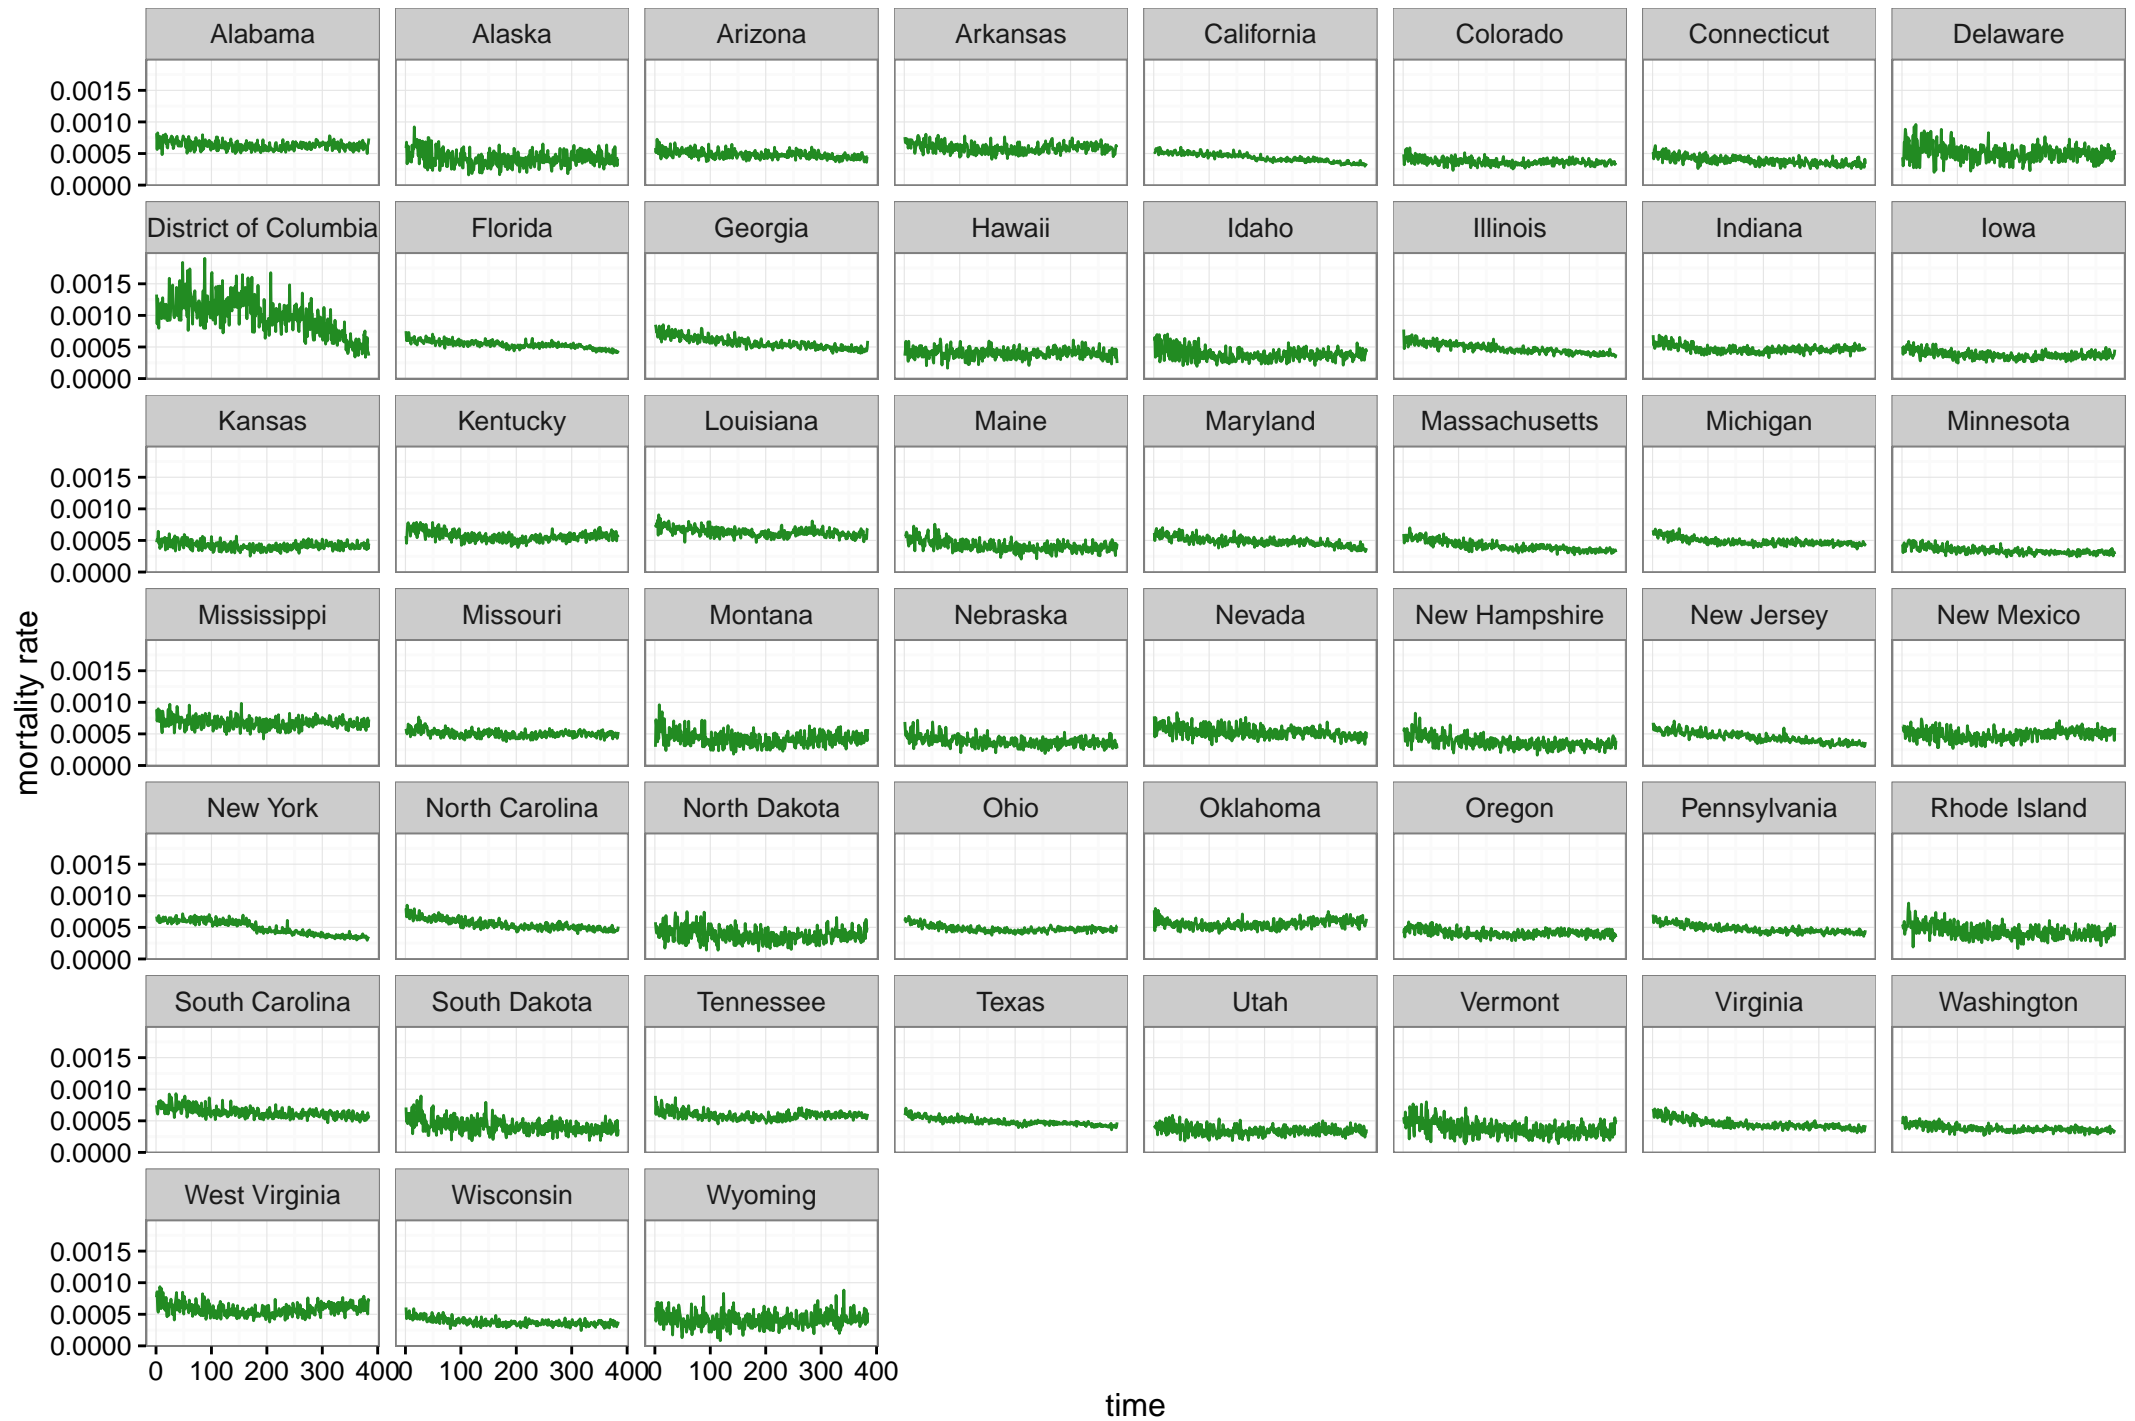 Alabama Alaska Arizona Arkansas California Colorado Connecticut Delaware
0.0015
0.0010
0.0005
0.0000
District of Columbia Florida Georgia Hawaii Idaho Illinois Indiana Iowa
0.0015
0.0010
0.0005
0.0000
Kansas Kentucky Louisiana Maine Maryland Massachusetts Michigan Minnesota
0.0015
0.0010
0.0005
0.0000
Mississippi Missouri Montana Nebraska Nevada New Hampshire New Jersey New Mexico
mortality rate
0.0015
0.0010
0.0005
0.0000
New York North Carolina North Dakota Ohio Oklahoma Oregon Pennsylvania Rhode Island
0.0015
0.0010
0.0005
0.0000
South Carolina South Dakota Tennessee Texas Utah Vermont Virginia Washington
0.0015
0.0010
0.0005
0.0000
West Virginia Wisconsin Wyoming
0.0015
0.0010
0.0005
0.0000
0 100 200 300 400 0 100 200 300 400 0 100 200 300 400
time